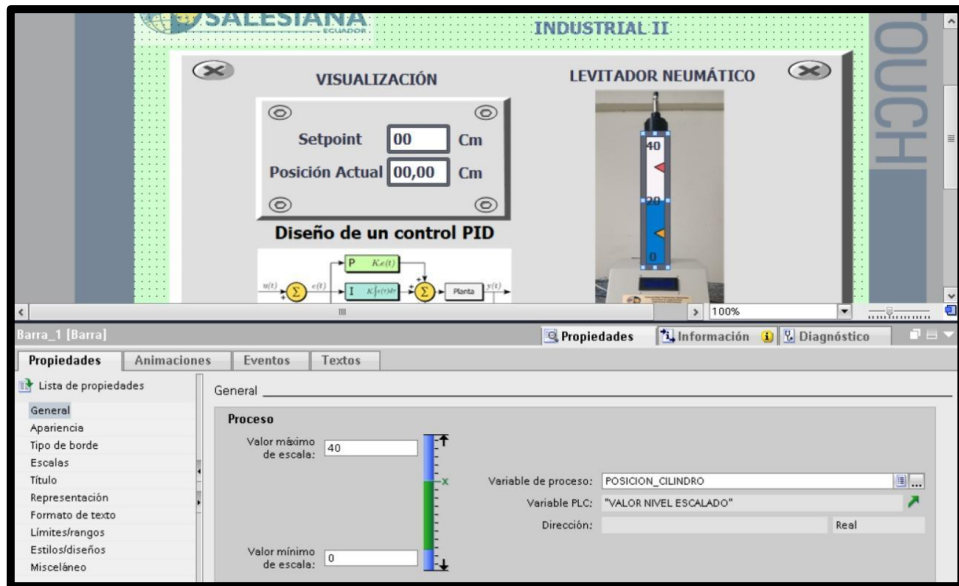 SALESIANA
ECUADOR
INDUSTRIAL II
TOUCH
VISUALIZACIÓN
LEVITADOR NEUMÁTICO
Setpoint 00 Cm
Posición Actual 00,00 Cm
40
20
0
Diseño de un control PID
P K.e(t)
u(t) Σ e(t) I Σ Planta y(t)
100%
Barra_1 [Barra]
Propiedades Información Diagnóstico
Propiedades Animaciones Eventos Textos
Lista de propiedades
General
Apariencia
Tipo de borde
Escalas
Título
Representación
Formato de texto
Límites/rangos
Estilos/diseños
Misceláneo
General
Proceso
Valor máximo
de escala: 40
x
Variable de proceso: POSICION_CILINDRO
Variable PLC: "VALOR NIVEL ESCALADO"
Dirección: Real
Valor mínimo
de escala: 0